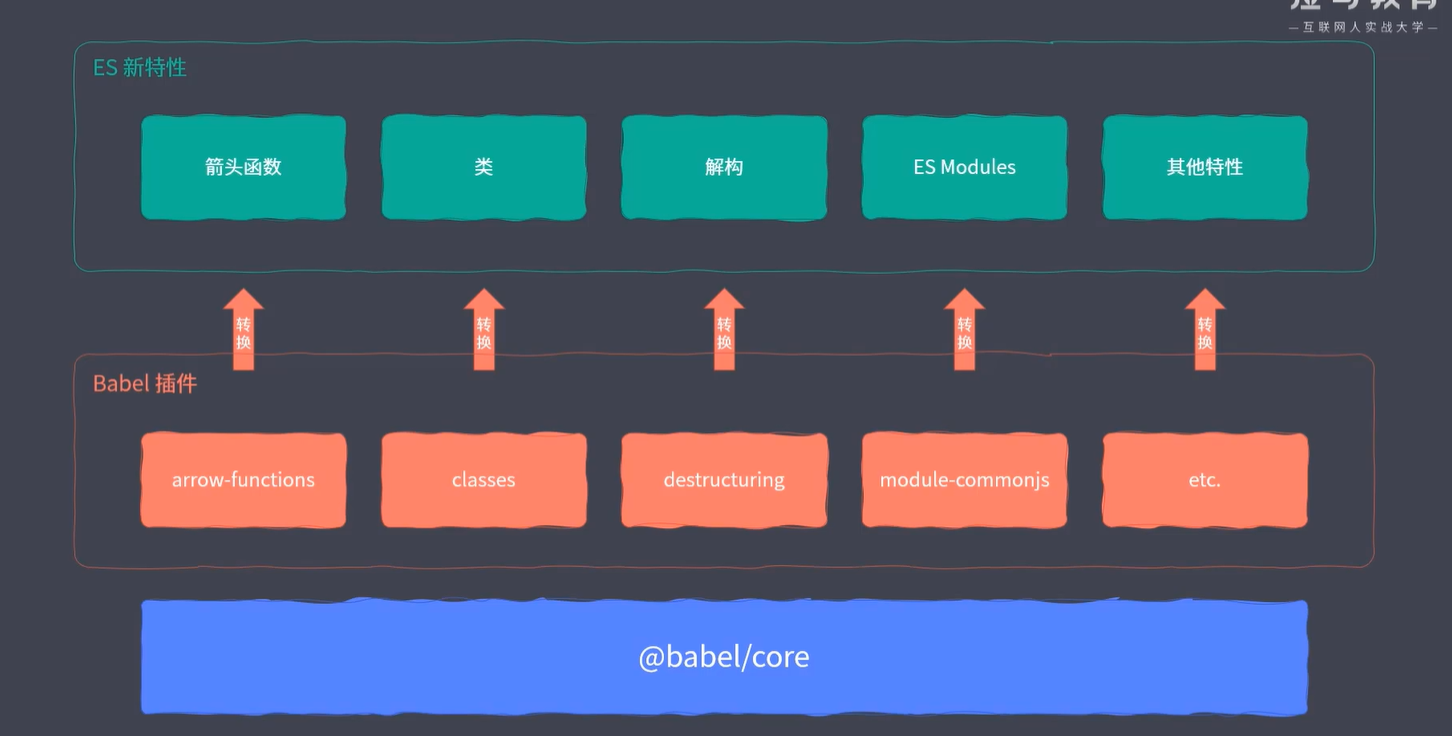 —互联网人实战大学—
ES 新特性
箭头函数
类
解构
ES Modules
其他特性
转
换
转
换
转
换
转
换
转
换
Babel 插件
arrow-functions
classes
destructuring
module-commonjs
etc.
@babel/core